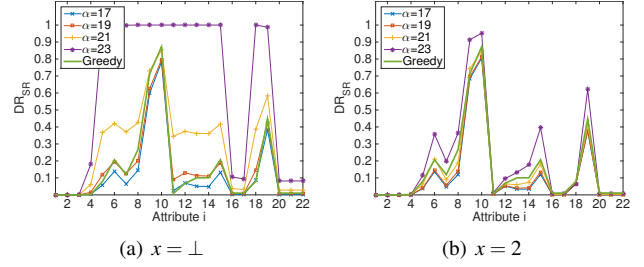 α=17
α=19
α=21
α=23
Greedy
1
0.9
0.8
0.7
0.6
0.5
0.4
0.3
0.2
0.1
DR_SR
2 4 6 8 10 12 14 16 18 20 22
Attribute i
(a) x = ⊥
α=17
α=19
α=21
α=23
Greedy
1
0.9
0.8
0.7
0.6
0.5
0.4
0.3
0.2
0.1
DR_SR
2 4 6 8 10 12 14 16 18 20 22
Attribute i
(b) x = 2